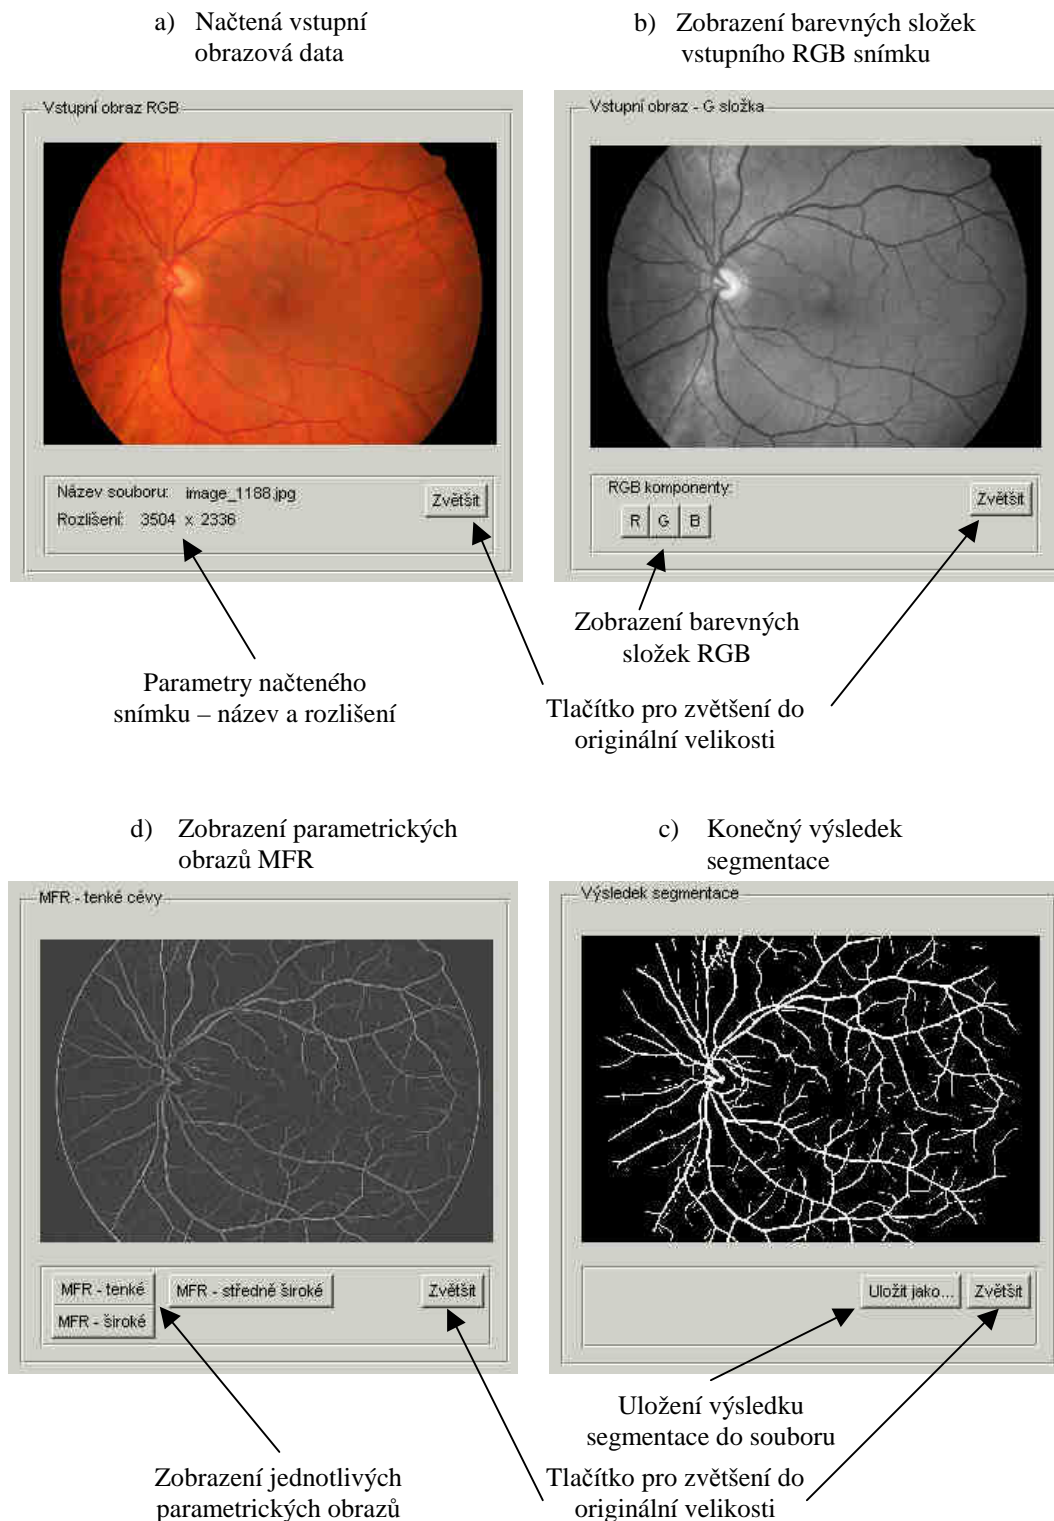 a) Načtená vstupní
obrazová data
b) Zobrazení barevných složek
vstupního RGB snímku
Vstupní obraz RGB
Název souboru: image_1188.jpg
Rozlišení: 3504 x 2336
Zvětšit
Vstupní obraz - G složka
RGB komponenty:
R G B
Zvětšit
Zobrazení barevných
složek RGB
Parametry načteného
snímku – název a rozlišení
Tlačítko pro zvětšení do
originální velikosti
d) Zobrazení parametrických
obrazů MFR
c) Konečný výsledek
segmentace
MFR - tenké cévy
MFR - tenké
MFR - středně široké
Zvětšit
MFR - široké
Výsledek segmentace
Uložit jako...
Zvětšit
Uložení výsledku
segmentace do souboru
Zobrazení jednotlivých
parametrických obrazů
Tlačítko pro zvětšení do
originální velikosti